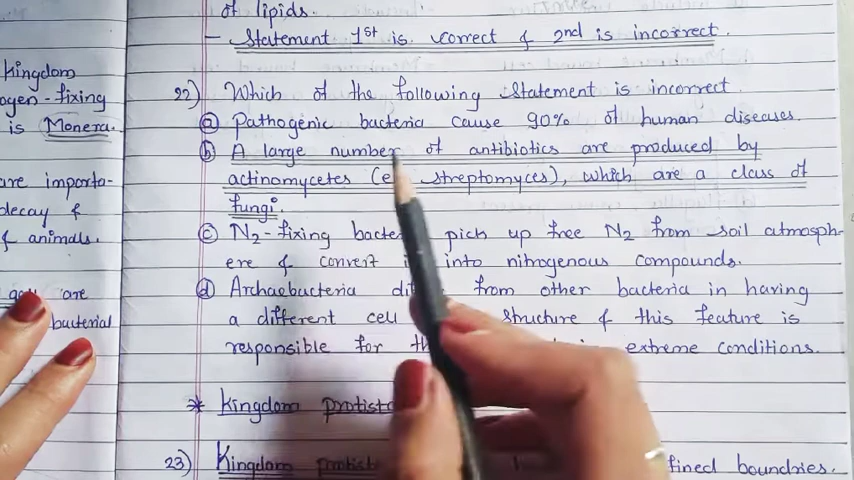 of lipids.
- Statement 1st is correct & 2nd is incorrect.
Kingdom
ogen-fixing
is Monera.
are importa-
decay &
f animals.
are
bacterial
22) Which of the following statement is incorrect
(a) Pathogenic bacteria cause 90% of human diseases.
(b) A large number of antibiotics are produced by
actinomycetes ( streptomyces), which are a class of
fungi.
(c) N2-fixing pick up free N2 from soil atmosph-
ere & convert into nitrogenous compounds.
(d) Archaebacteria from other bacteria in having
a different cell structure & this feature is
responsible for extreme conditions.
* Kingdom protista
23) Kingdom protista fined boundries.